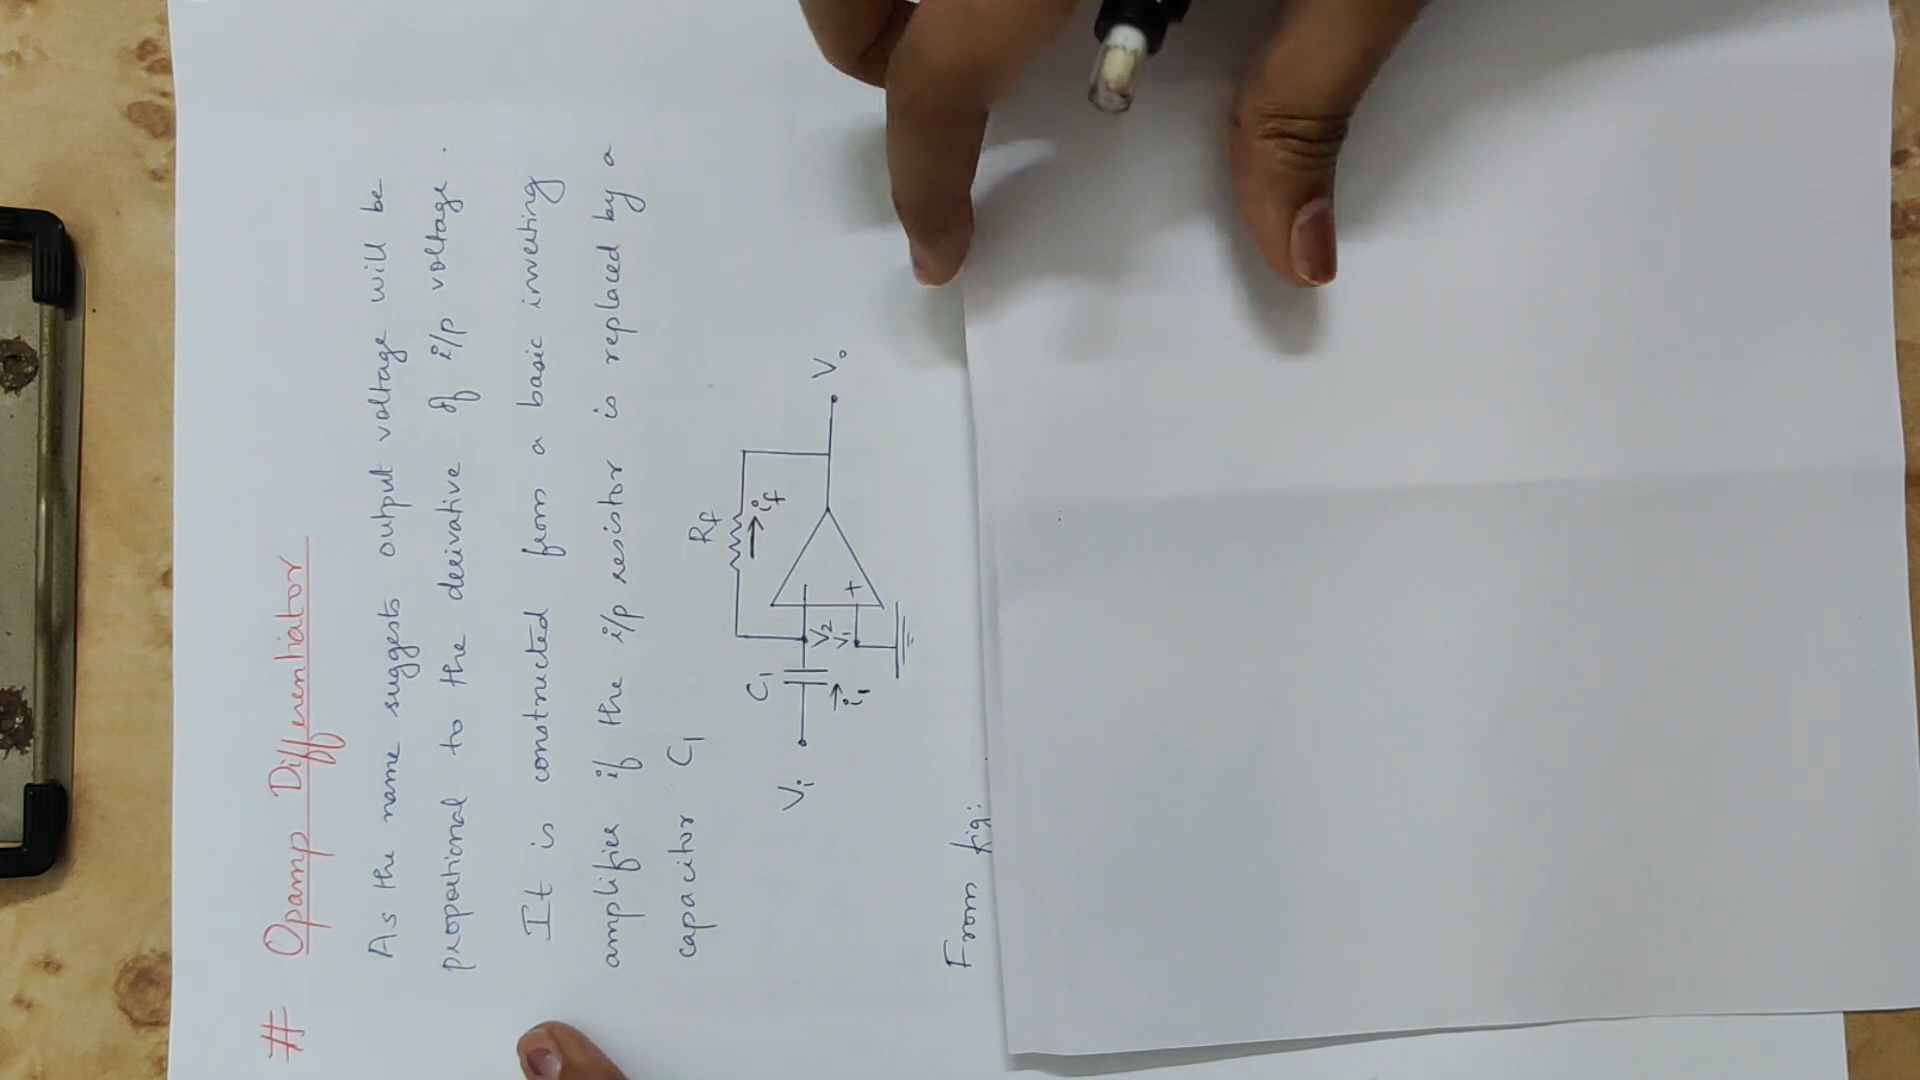 # Opamp Differentiator
As the name suggests output voltage will be
proportional to the derivative of i/p voltage.
It is constructed from a basic inverting
amplifier if the i/p resistor is replaced by a
capacitor C1
Rf
if
C1
Vi
i1
V2
V1
-
+
Vo
From fig: